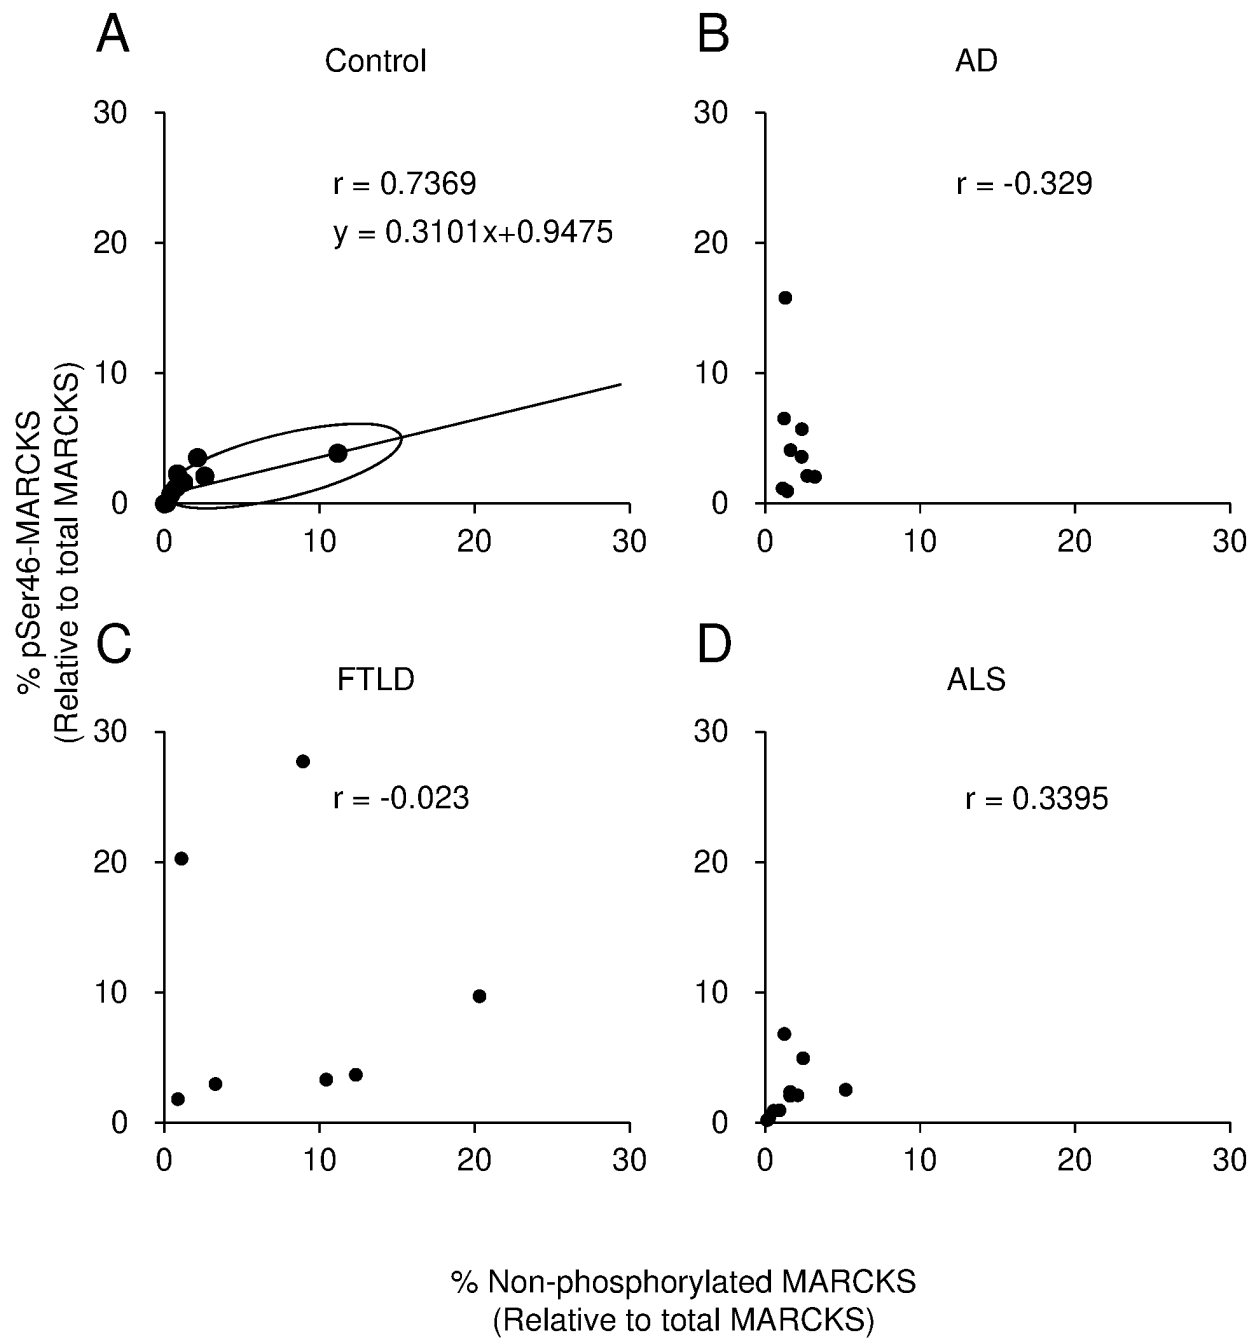 A
Control
30
20
10
0
0 10 20 30
r = 0.7369
y = 0.3101x+0.9475
B
AD
30
20
10
0
0 10 20 30
r = -0.329
% pSer46-MARCKS
(Relative to total MARCKS)
C
FTLD
30
20
10
0
0 10 20 30
r = -0.023
D
ALS
30
20
10
0
0 10 20 30
r = 0.3395
% Non-phosphorylated MARCKS
(Relative to total MARCKS)